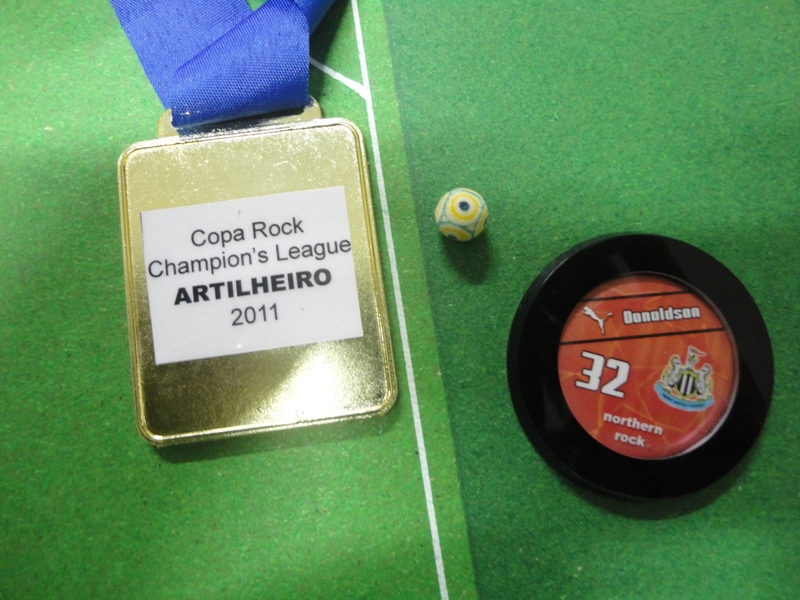 Copa Rock
Champion's League
ARTILHEIRO
2011
Donaldson
32
northern
rock